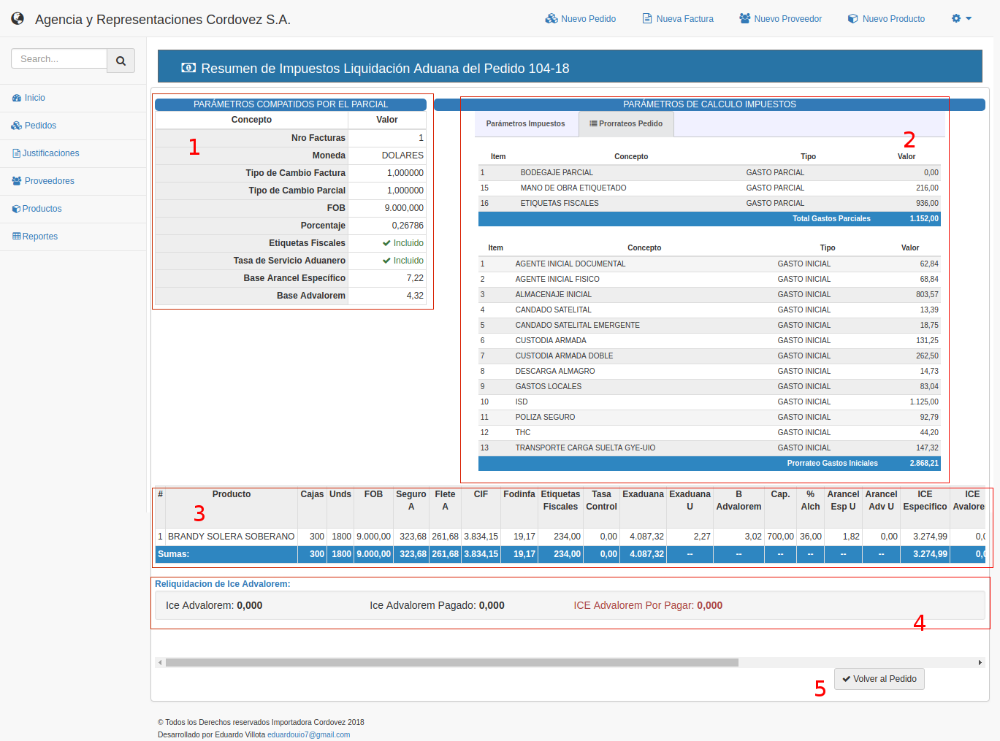 Agencia y Representaciones Cordovez S.A.
Nuevo Pedido
Nueva Factura
Nuevo Proveedor
Nuevo Producto
Search...
Inicio
Pedidos
Justificaciones
Proveedores
Productos
Reportes
Resumen de Impuestos Liquidación Aduana del Pedido 104-18
PARÁMETROS COMPATIDOS POR EL PARCIAL
Concepto Valor
Nro Facturas 1
Moneda DOLARES
Tipo de Cambio Factura 1,000000
Tipo de Cambio Parcial 1,000000
FOB 9.000,000
Porcentaje 0,26786
Etiquetas Fiscales Incluido
Tasa de Servicio Aduanero Incluido
Base Arancel Específico 7,22
Base Advalorem 4,32
1
PARÁMETROS DE CALCULO IMPUESTOS
Parámetros Impuestos Prorrateos Pedido
2
Item Concepto Tipo Valor
1 BODEGAJE PARCIAL GASTO PARCIAL 0,00
15 MANO DE OBRA ETIQUETADO GASTO PARCIAL 216,00
16 ETIQUETAS FISCALES GASTO PARCIAL 936,00
Total Gastos Parciales 1.152,00
Item Concepto Tipo Valor
1 AGENTE INICIAL DOCUMENTAL GASTO INICIAL 62,84
2 AGENTE INICIAL FISICO GASTO INICIAL 68,84
3 ALMACENAJE INICIAL GASTO INICIAL 803,57
4 CANDADO SATELITAL GASTO INICIAL 13,39
5 CANDADO SATELITAL EMERGENTE GASTO INICIAL 18,75
6 CUSTODIA ARMADA GASTO INICIAL 131,25
7 CUSTODIA ARMADA DOBLE GASTO INICIAL 262,50
8 DESCARGA ALMAGRO GASTO INICIAL 14,73
9 GASTOS LOCALES GASTO INICIAL 83,04
10 ISD GASTO INICIAL 1.125,00
11 POLIZA SEGURO GASTO INICIAL 92,79
12 THC GASTO INICIAL 44,20
13 TRANSPORTE CARGA SUELTA GYE-UIO GASTO INICIAL 147,32
Prorrateo Gastos Iniciales 2.868,21
# Producto Cajas Unds FOB Seguro Flete CIF Fodinfa Etiquetas Tasa Exaduana Exaduana B Cap. % Arancel Arancel ICE ICE
A A Fiscales Control U Advalorem Alch Esp U Adv U Especifico Avalore
3
1 BRANDY SOLERA SOBERANO 300 1800 9.000,00 323,68 261,68 3.834,15 19,17 234,00 0,00 4.087,32 2,27 3,02 700,00 36,00 1,82 0,00 3.274,99 0,0
Sumas: 300 1800 9.000,00 323,68 261,68 3.834,15 19,17 234,00 0,00 4.087,32 -- -- -- -- -- -- 3.274,99 0,0
Reliquidacion de Ice Advalorem:
Ice Advalorem: 0,000 Ice Advalorem Pagado: 0,000 ICE Advalorem Por Pagar: 0,000
4
5
Volver al Pedido
© Todos los Derechos reservados Importadora Cordovez 2018
Desarrollado por Eduardo Villota eduardouio7@gmail.com